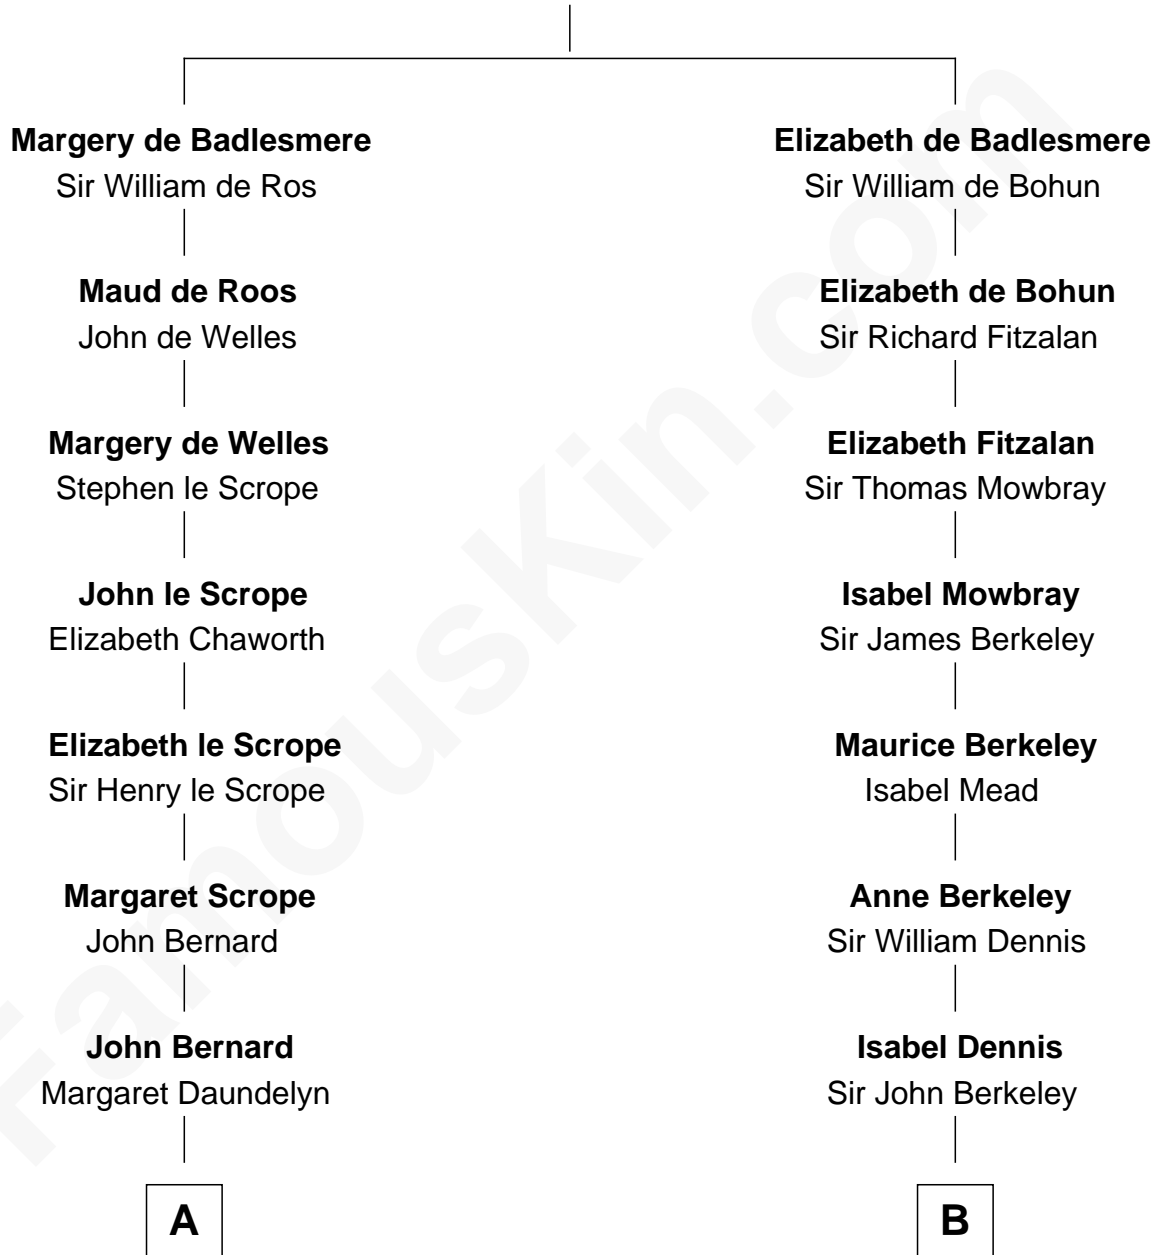 Margery de Badlesmere
Sir William de Ros
Elizabeth de Badlesmere
Sir William de Bohun
Maud de Roos
John de Welles
Elizabeth de Bohun
Sir Richard Fitzalan
Margery de Welles
Stephen le Scrope
Elizabeth Fitzalan
Sir Thomas Mowbray
John le Scrope
Elizabeth Chaworth
Isabel Mowbray
Sir James Berkeley
Elizabeth le Scrope
Sir Henry le Scrope
Maurice Berkeley
Isabel Mead
Margaret Scrope
John Bernard
Anne Berkeley
Sir William Dennis
John Bernard
Margaret Daundelyn
Isabel Dennis
Sir John Berkeley
A
B
FamousKin.com